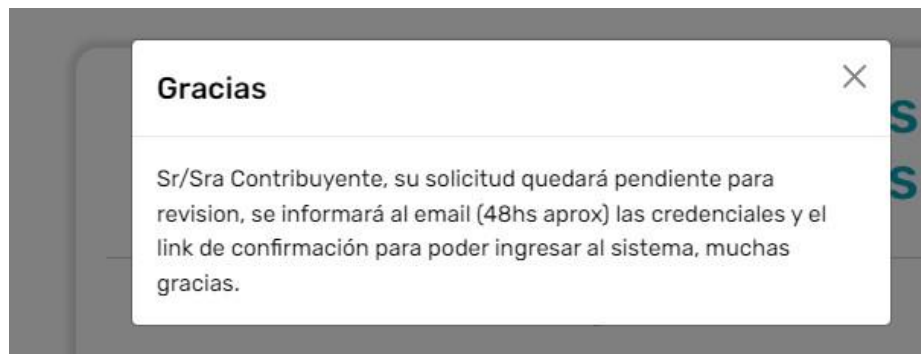 Gracias
S
Sr/Sra Contribuyente, su solicitud quedará pendiente para
S
revision, se informará al email (48hs aprox) las credenciales y el
link de confirmación para poder ingresar al sistema, muchas
gracias.